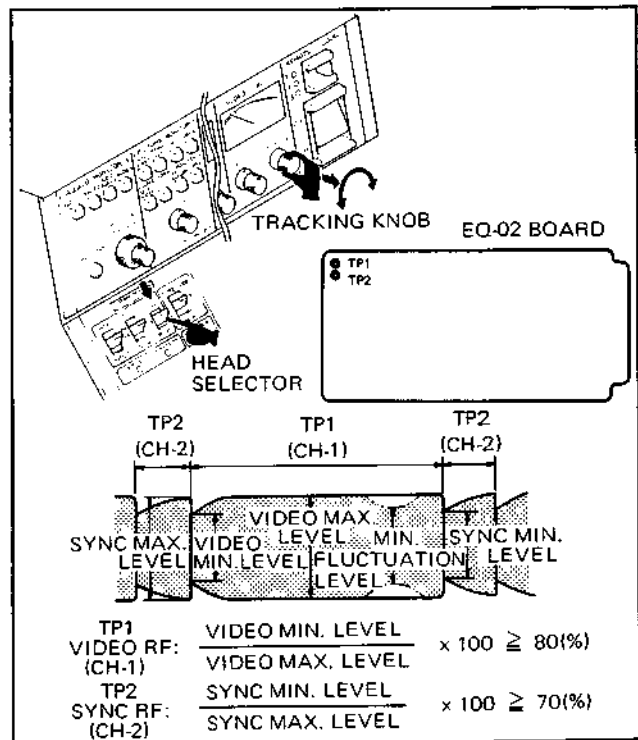 TRACKING KNOB
EO-02 BOARD
TP1
TP2
HEAD
SELECTOR
TP2
(CH-2)
TP1
(CH-1)
TP2
(CH-2)
SYNC MAX.
LEVEL
VIDEO
MIN. LEVEL
VIDEO MAX.
LEVEL
MIN.
FLUCTUATION
LEVEL
SYNC MIN.
LEVEL
TP1
VIDEO RF:
(CH-1)
VIDEO MIN. LEVEL
VIDEO MAX. LEVEL
x 100 ≧ 80(%)
TP2
SYNC RF:
(CH-2)
SYNC MIN. LEVEL
SYNC MAX. LEVEL
x 100 ≧ 70(%)